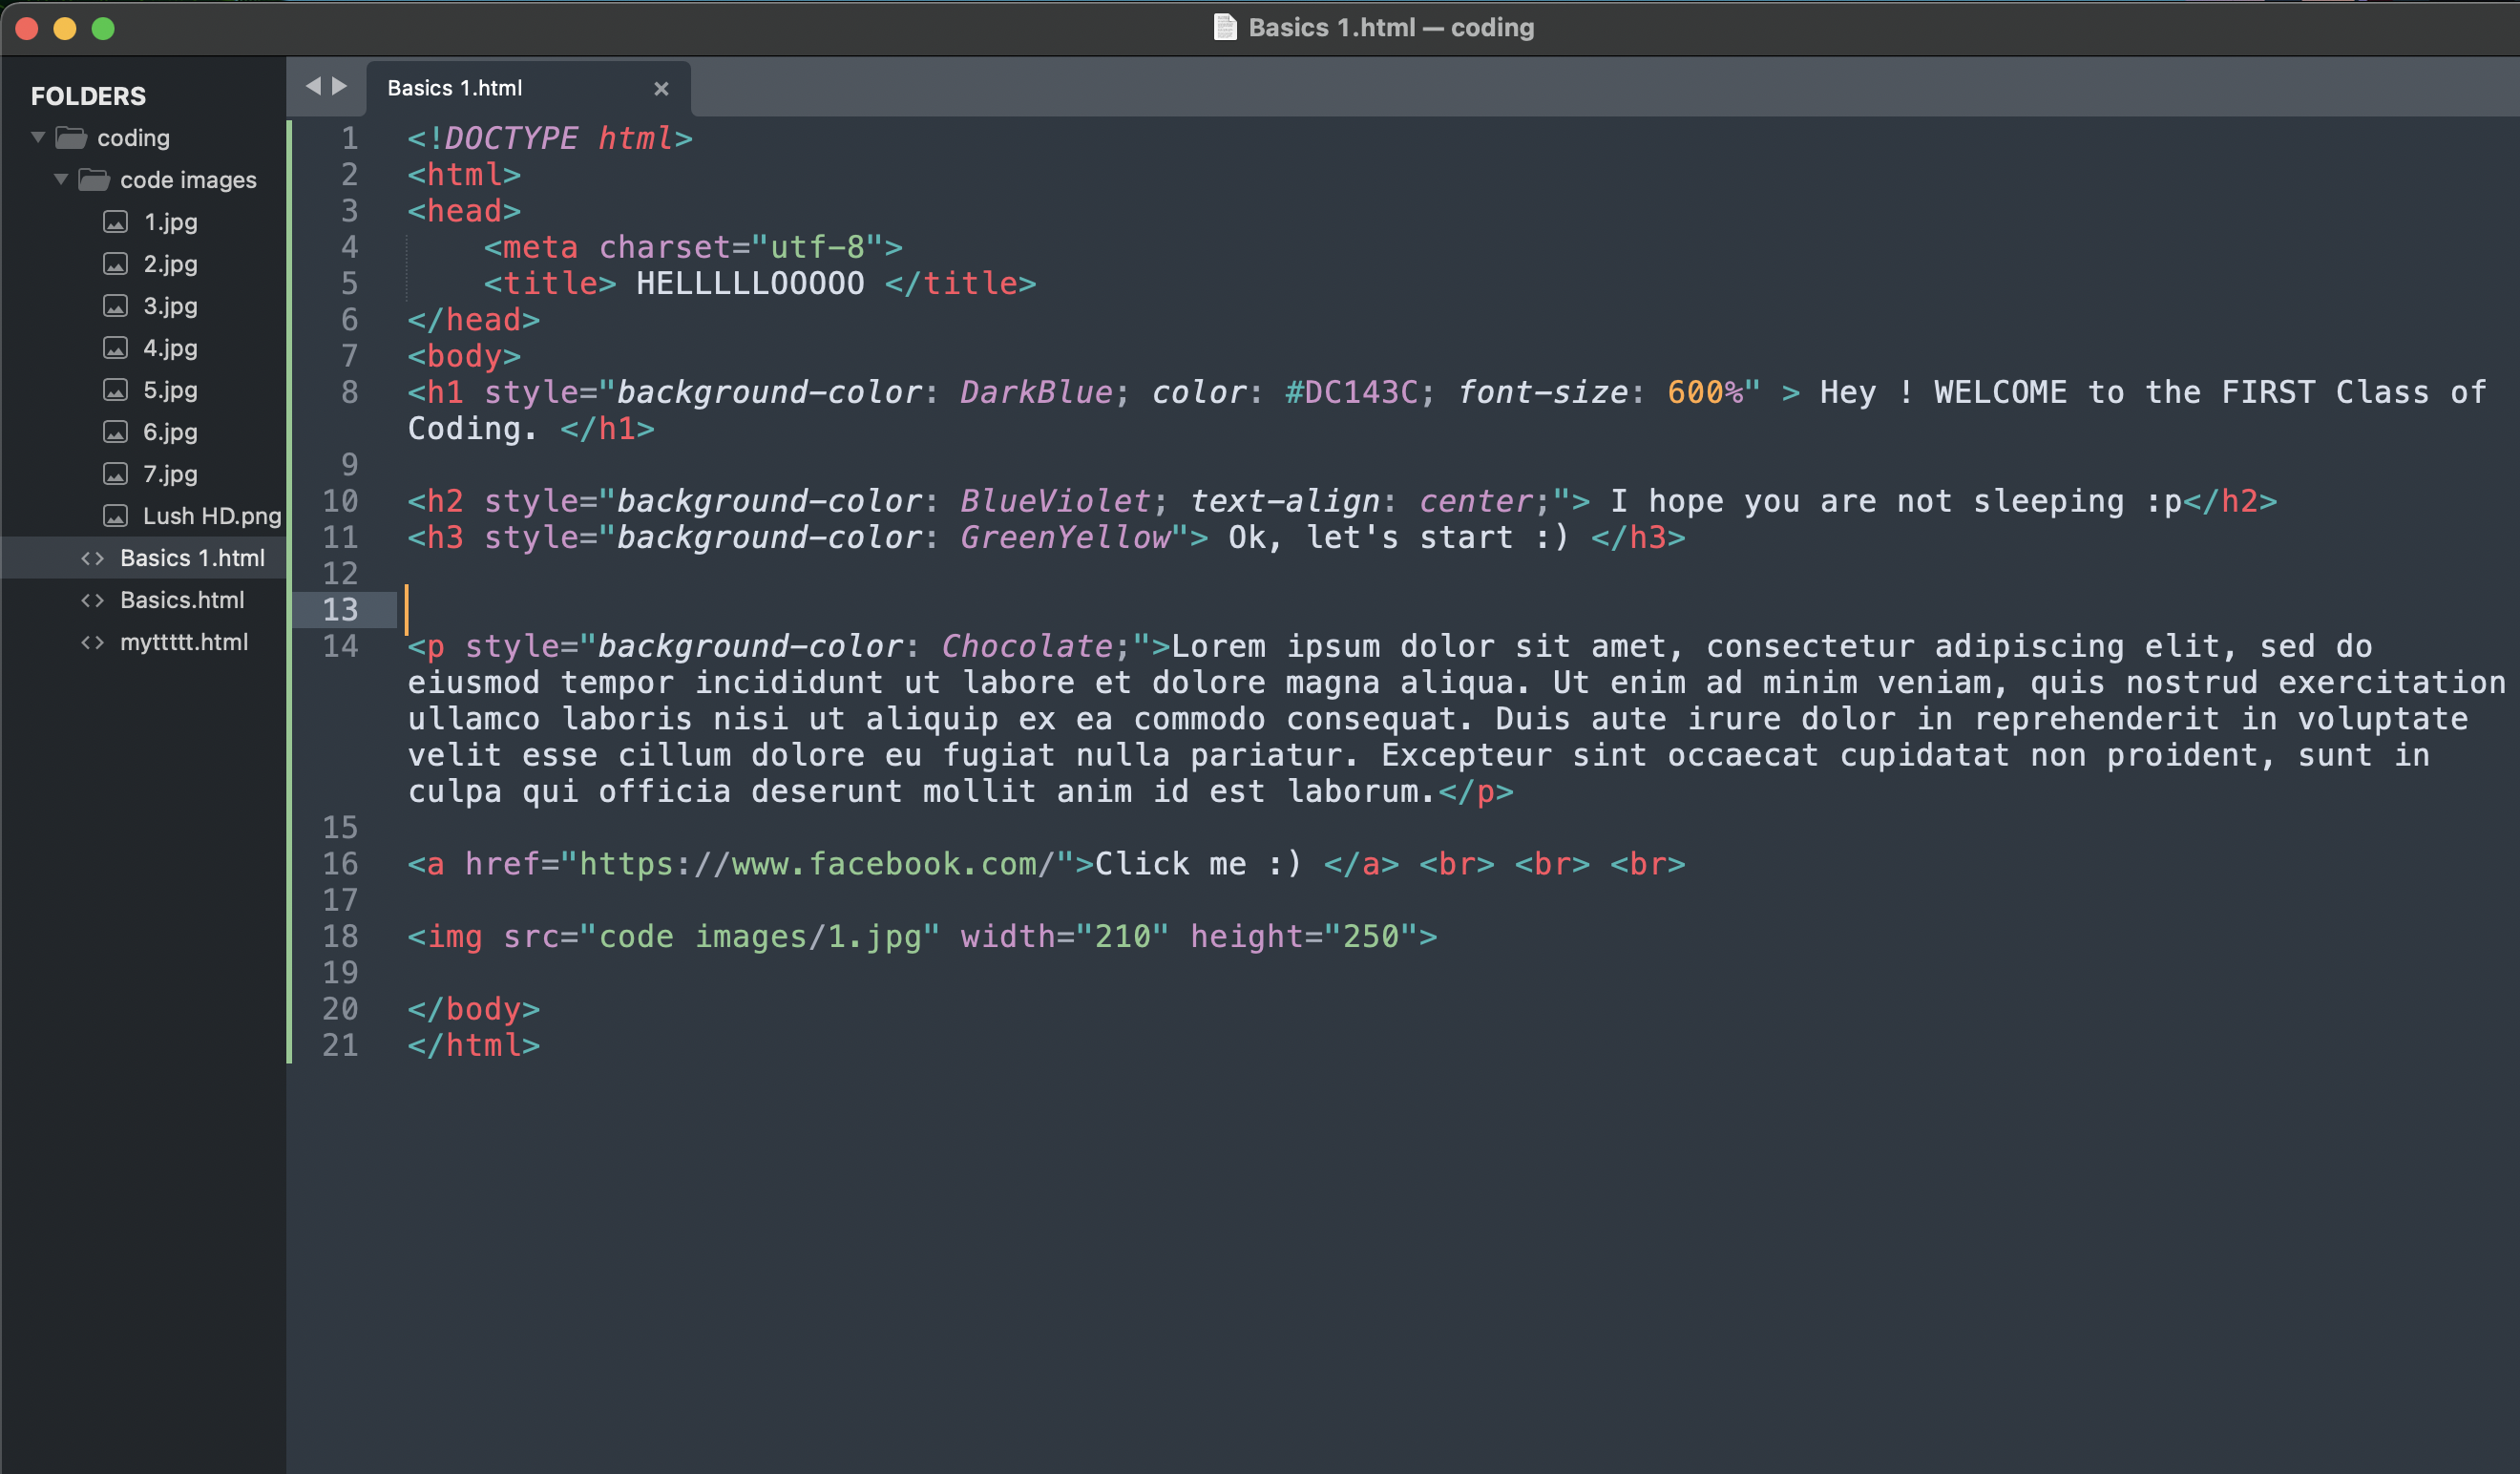 Basics 1.html — coding
FOLDERS
coding
code images
1.jpg
2.jpg
3.jpg
4.jpg
5.jpg
6.jpg
7.jpg
Lush HD.png
Basics 1.html
Basics.html
myttttt.html
Basics 1.html ×
1 <!DOCTYPE html>
2 <html>
3 <head>
4     <meta charset="utf-8">
5     <title> HELLLLLOOOOO </title>
6 </head>
7 <body>
8 <h1 style="background-color: DarkBlue; color: #DC143C; font-size: 600%" > Hey ! WELCOME to the FIRST Class of
Coding. </h1>
9
10 <h2 style="background-color: BlueViolet; text-align: center;"> I hope you are not sleeping :p</h2>
11 <h3 style="background-color: GreenYellow"> Ok, let's start :) </h3>
12
13
14 <p style="background-color: Chocolate;">Lorem ipsum dolor sit amet, consectetur adipiscing elit, sed do
eiusmod tempor incididunt ut labore et dolore magna aliqua. Ut enim ad minim veniam, quis nostrud exercitation
ullamco laboris nisi ut aliquip ex ea commodo consequat. Duis aute irure dolor in reprehenderit in voluptate
velit esse cillum dolore eu fugiat nulla pariatur. Excepteur sint occaecat cupidatat non proident, sunt in
culpa qui officia deserunt mollit anim id est laborum.</p>
15
16 <a href="https://www.facebook.com/">Click me :) </a> <br> <br> <br>
17
18 <img src="code images/1.jpg" width="210" height="250">
19
20 </body>
21 </html>